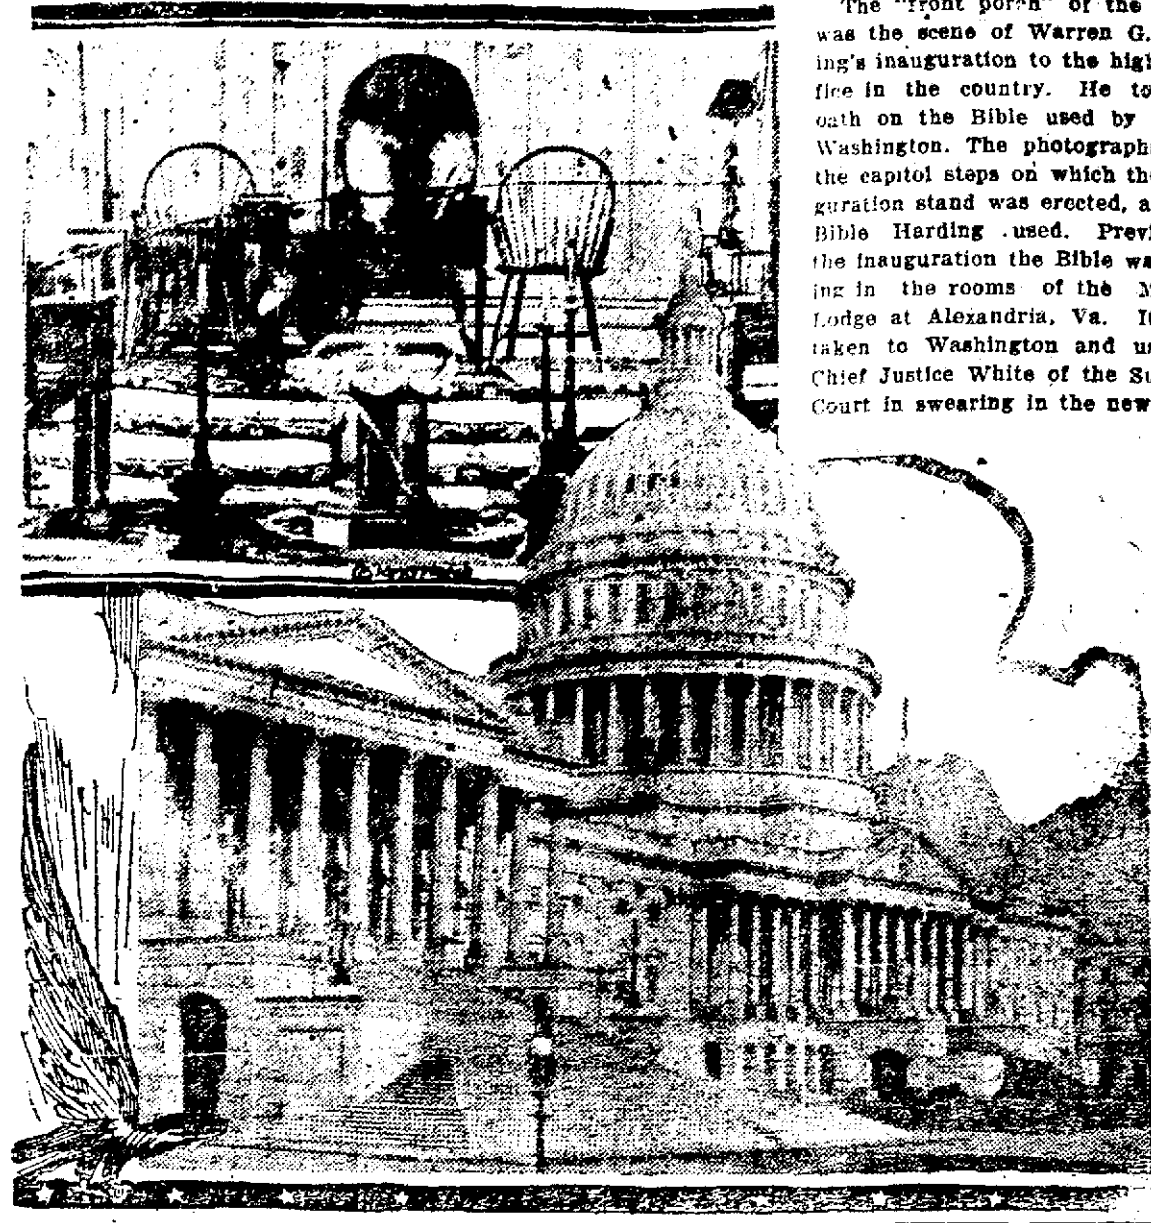 The "front porch" of the
was the scene of Warren G.
ing's inauguration to the hig
fice in the country. He to
oath on the Bible used by
Washington. The photograph
the capitol steps on which th
guration stand was erected, a
Bible Harding used. Previ
the inauguration the Bible wa
ing in the rooms of the M
Lodge at Alexandria, Va. It
taken to Washington and us
Chief Justice White of the Su
Court in swearing in the new